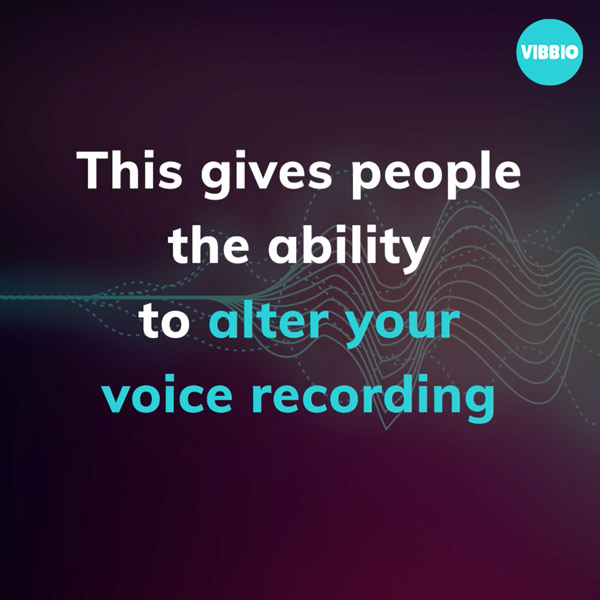 VIBBIO
This gives people
the ability
to alter your
voice recording